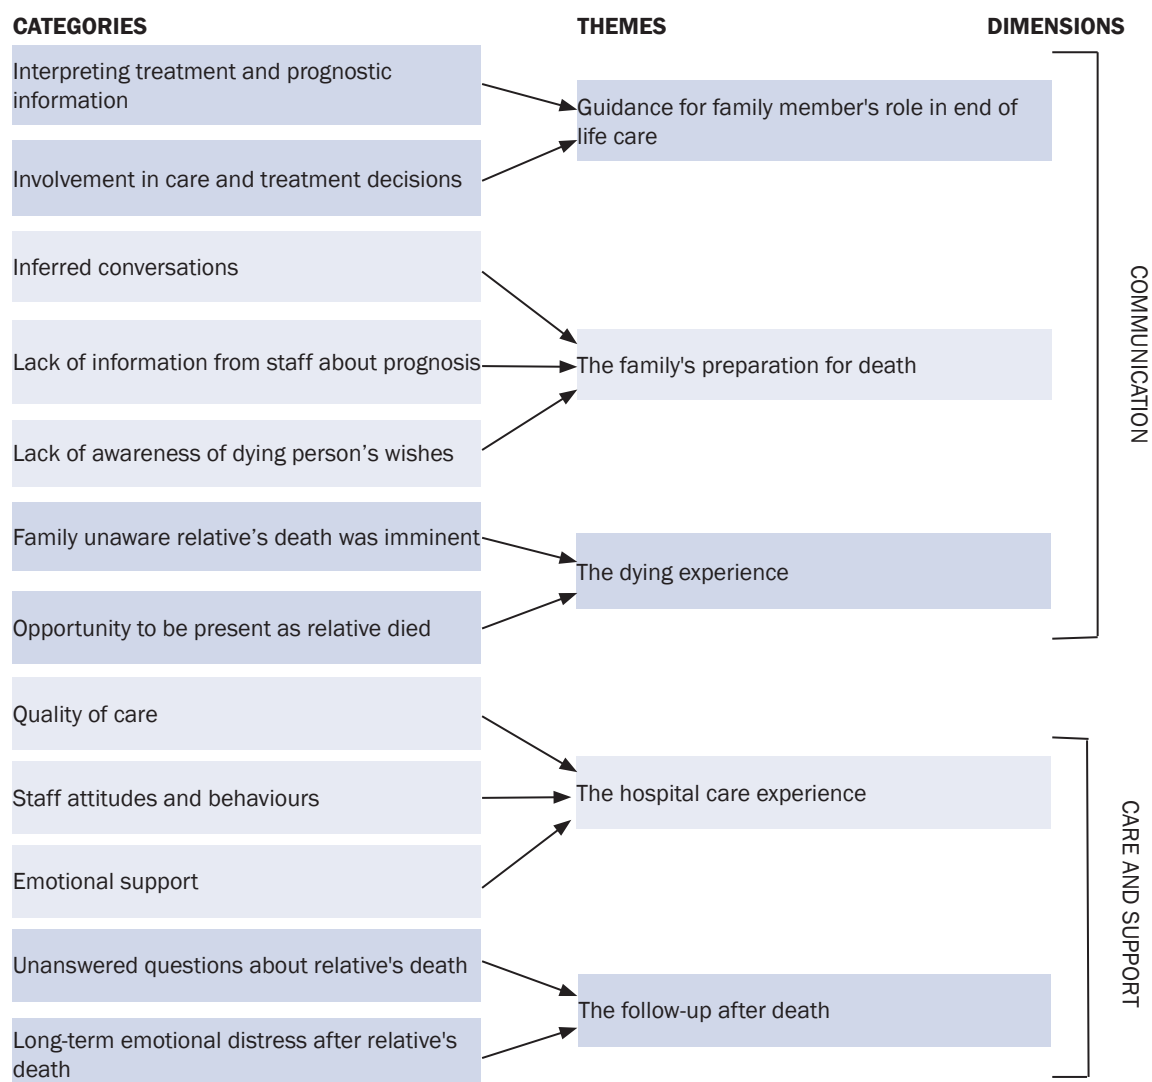 CATEGORIES
THEMES
DIMENSIONS
Interpreting treatment and prognostic
information
Involvement in care and treatment decisions
Guidance for family member's role in end of
life care
Inferred conversations
Lack of information from staff about prognosis
Lack of awareness of dying person’s wishes
The family's preparation for death
Family unaware relative’s death was imminent
Opportunity to be present as relative died
The dying experience
COMMUNICATION
Quality of care
Staff attitudes and behaviours
Emotional support
The hospital care experience
Unanswered questions about relative's death
Long-term emotional distress after relative's
death
The follow-up after death
CARE AND SUPPORT